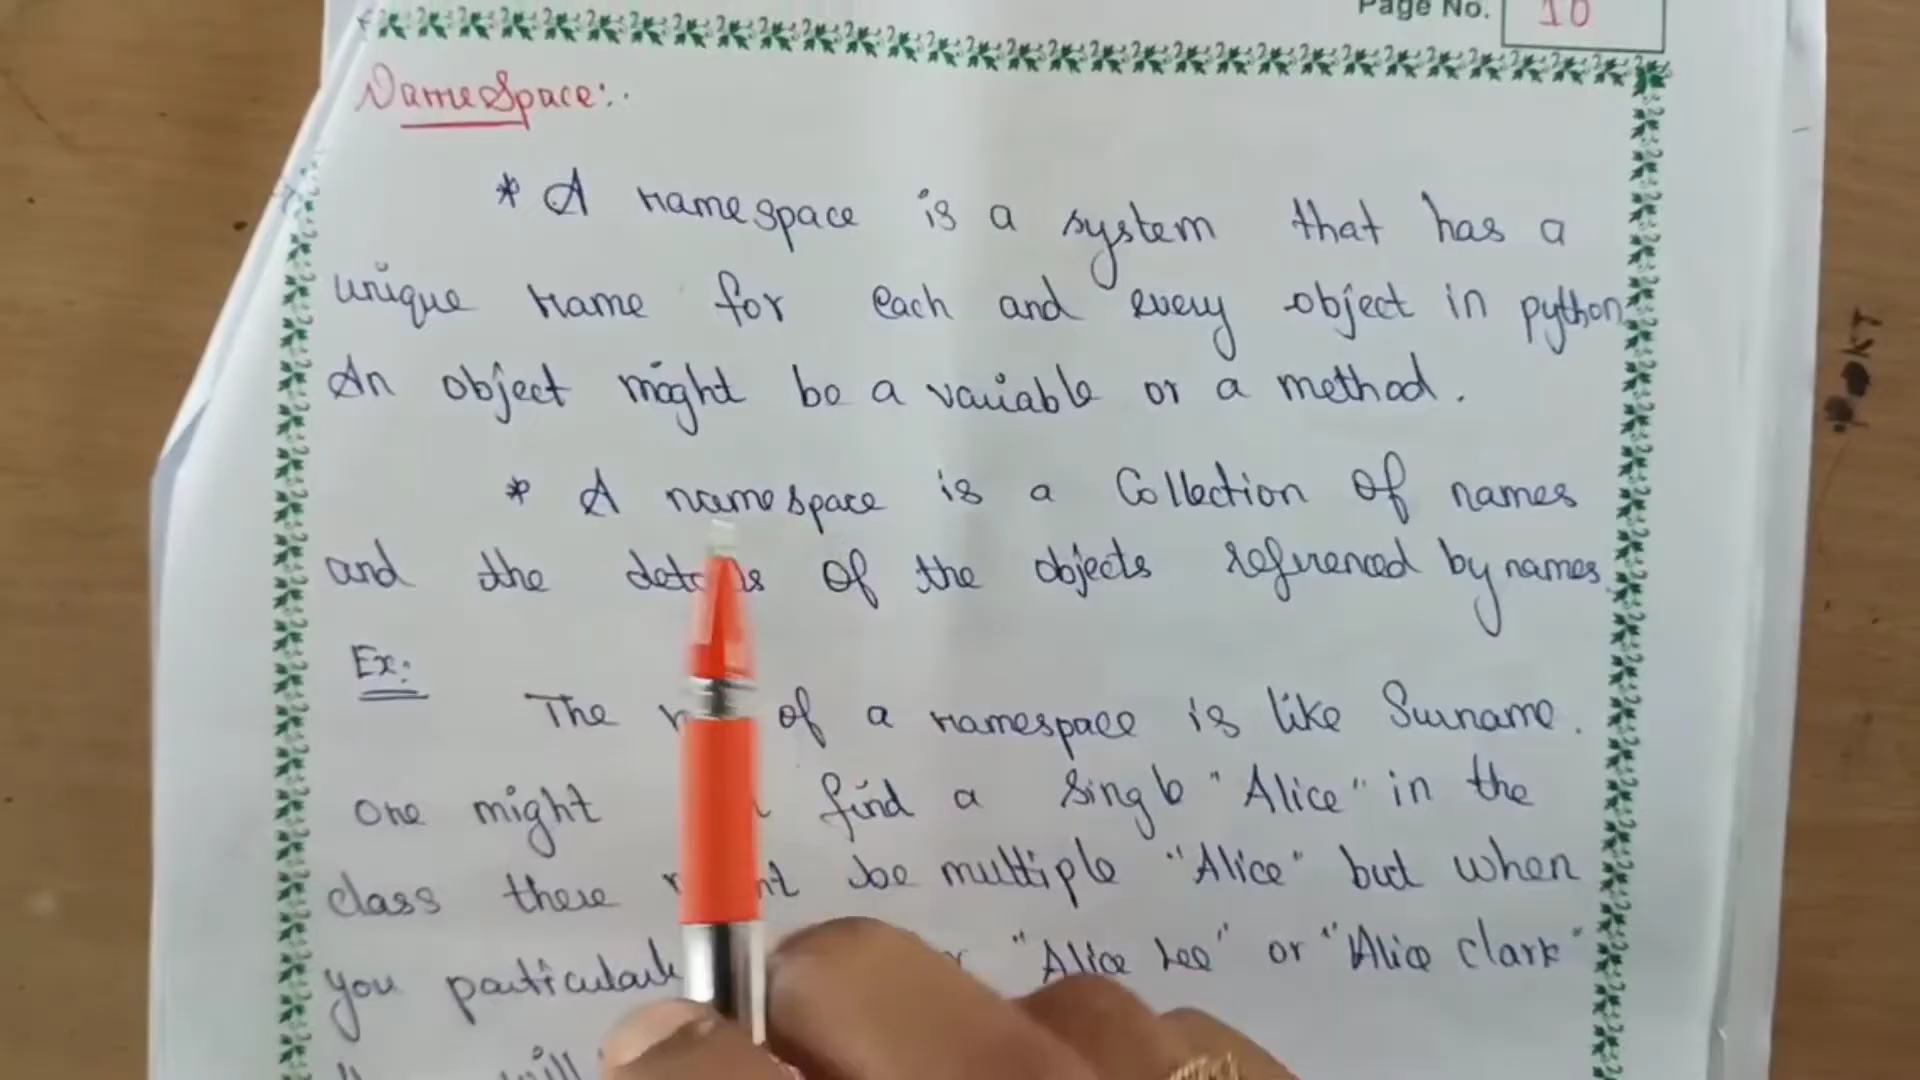 Page No. 10
NameSpace:
* A namespace is a system that has a
unique name for each and every object in python
An object might be a variable or a method.
* A namespace is a Collection of names
and the details of the objects referenced by names
Ex:
The of a namespace is like Surname.
One might find a single "Alice" in the
class there be multiple "Alice" but when
you "Alice Lee" or "Alice Clark"
will